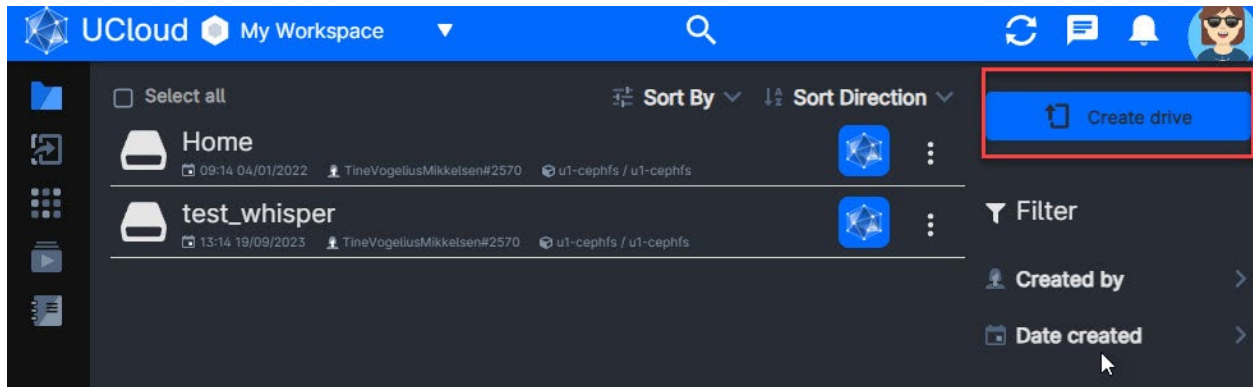 UCloud My Workspace
Select all Sort By Sort Direction
Create drive
Home
09:14 04/01/2022 TineVogeliusMikkelsen#2570 u1-cephfs / u1-cephfs
test_whisper
13:14 19/09/2023 TineVogeliusMikkelsen#2570 u1-cephfs / u1-cephfs
Filter
Created by
Date created